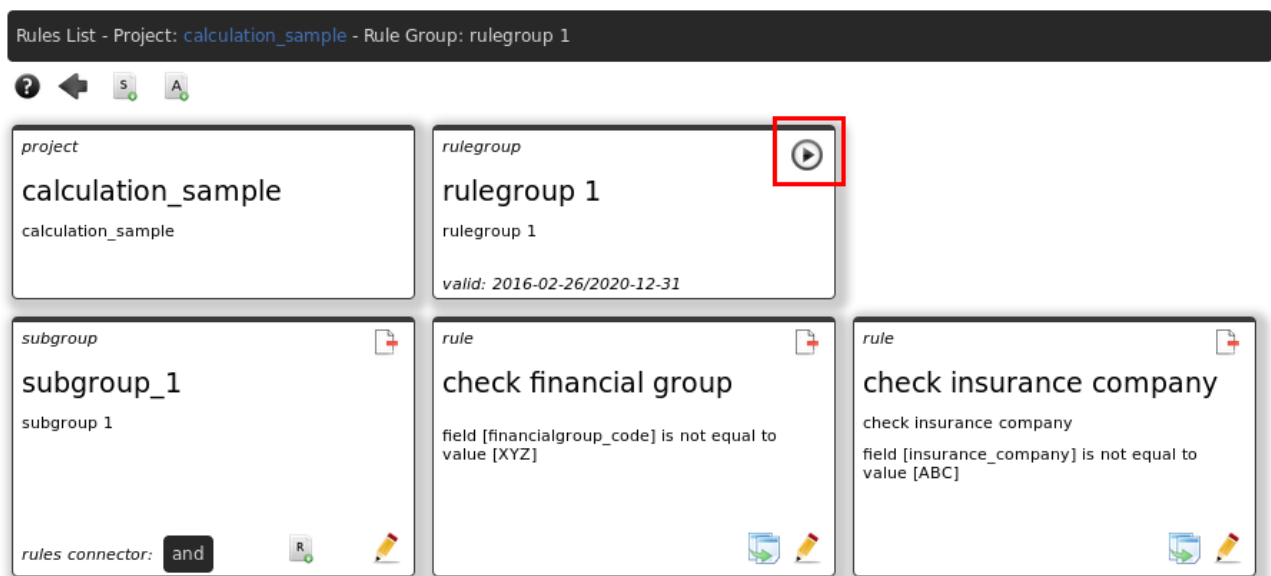 Rules List - Project: calculation_sample - Rule Group: rulegroup 1
?
S
A
project
calculation_sample
calculation_sample
rulegroup
rulegroup 1
rulegroup 1
valid: 2016-02-26/2020-12-31
subgroup
subgroup_1
subgroup 1
rules connector: and
R
rule
check financial group
field [financialgroup_code] is not equal to
value [XYZ]
rule
check insurance company
check insurance company
field [insurance_company] is not equal to
value [ABC]